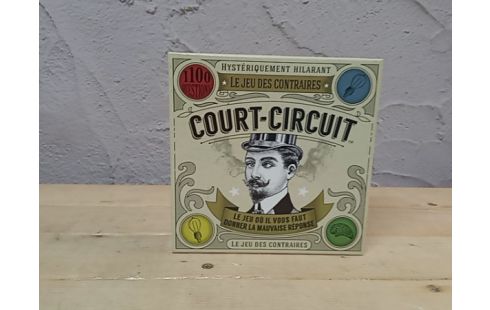 HYSTÉRIQUEMENT HILARANT
1100
QUESTIONS
LE JEU DES CONTRAIRES
COURT-CIRCUIT
LE JEU OÙ IL VOUS FAUT
DONNER LA MAUVAISE RÉPONSE
LE JEU DES CONTRAIRES